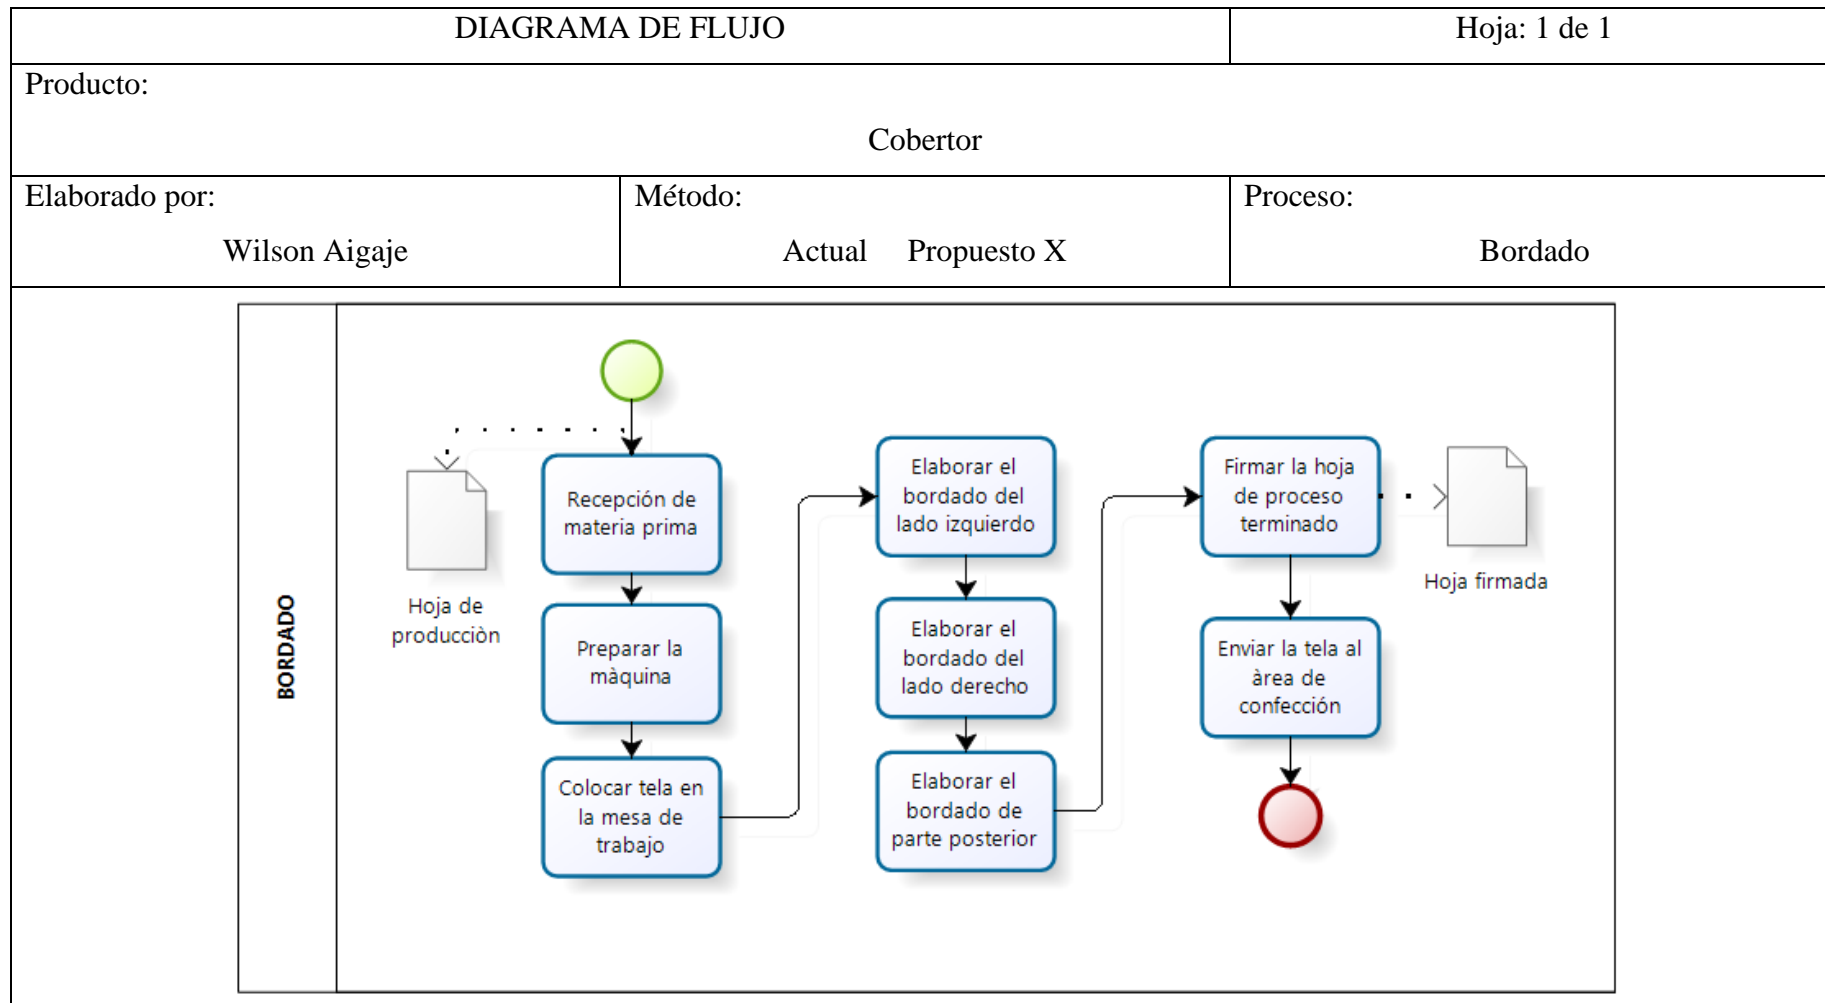 DIAGRAMA DE FLUJO
Hoja: 1 de 1
Producto:
Cobertor
Elaborado por:
Wilson Aigaje
Método:
Actual Propuesto X
Proceso:
Bordado
BORDADO
Hoja de
producciòn
Recepción de
materia prima
Preparar la
màquina
Colocar tela en
la mesa de
trabajo
Elaborar el
bordado del
lado izquierdo
Elaborar el
bordado del
lado derecho
Elaborar el
bordado de
parte posterior
Firmar la hoja
de proceso
terminado
Hoja firmada
Enviar la tela al
àrea de
confección